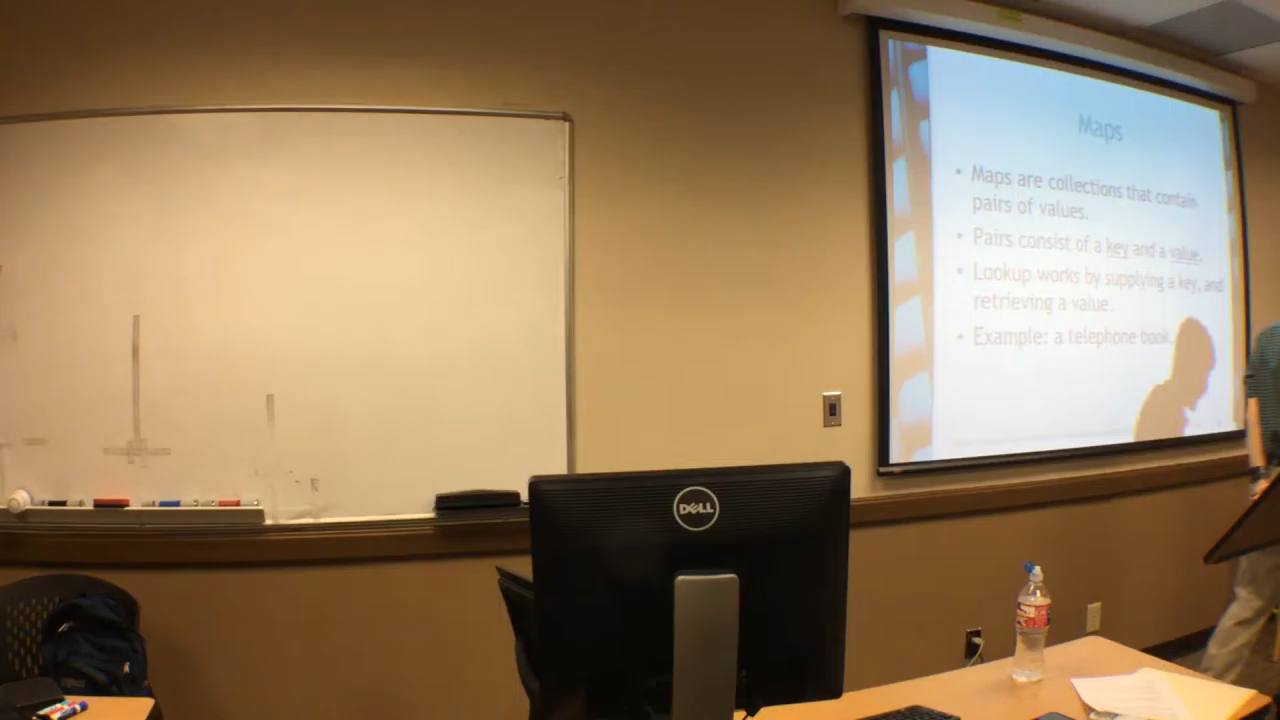 Maps
• Maps are collections that contain
pairs of values.
• Pairs consist of a key and a value.
• Lookup works by supplying a key, and
retrieving a value.
• Example: a telephone book.
DELL